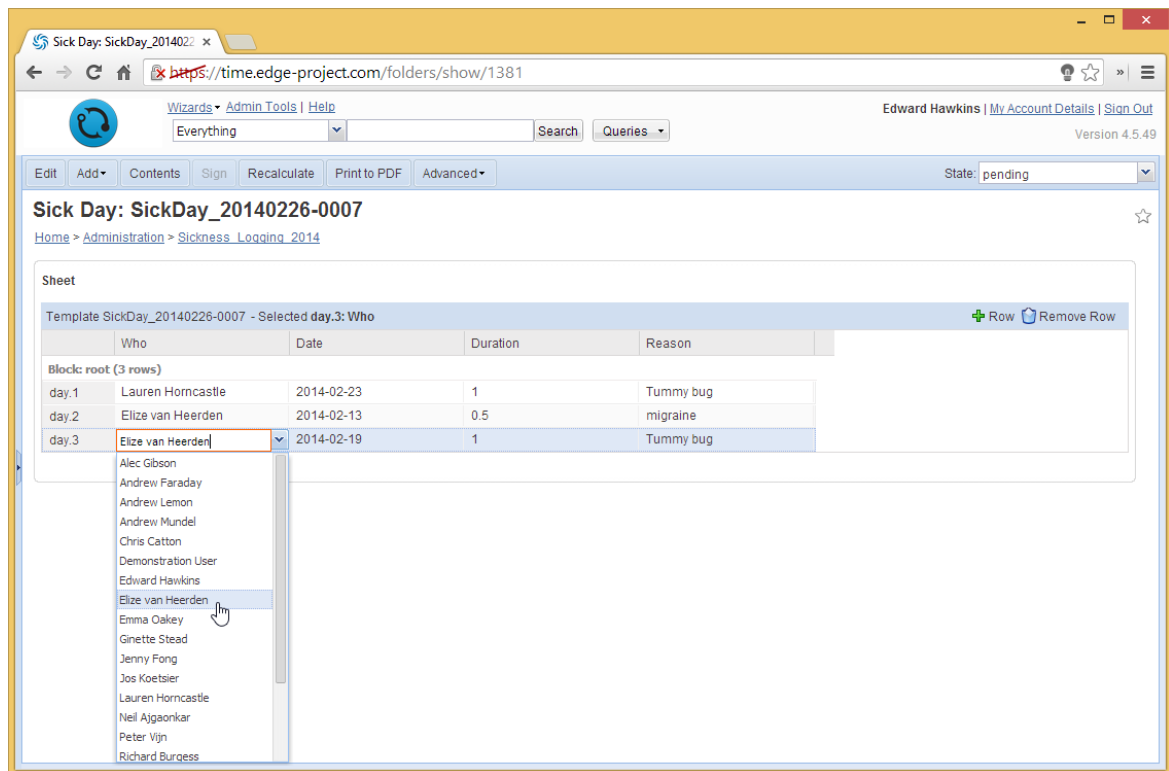 Sick Day: SickDay_2014022
https://time.edge-project.com/folders/show/1381
Wizards Admin Tools | Help
Edward Hawkins | My Account Details | Sign Out
Everything Search Queries
Version 4.5.49
Edit Add Contents Sign Recalculate Print to PDF Advanced State: pending
Sick Day: SickDay_20140226-0007
Home > Administration > Sickness_Logging_2014
Sheet
Template SickDay_20140226-0007 - Selected day.3: Who Row Remove Row
Who Date Duration Reason
Block: root (3 rows)
day.1 Lauren Horncastle 2014-02-23 1 Tummy bug
day.2 Elize van Heerden 2014-02-13 0.5 migraine
day.3 Elize van Heerden 2014-02-19 1 Tummy bug
Alec Gibson
Andrew Faraday
Andrew Lemon
Andrew Mundel
Chris Catton
Demonstration User
Edward Hawkins
Elize van Heerden
Emma Oakey
Ginette Stead
Jenny Fong
Jos Koetsier
Lauren Horncastle
Neil Ajgaonkar
Peter Vijn
Richard Burgess